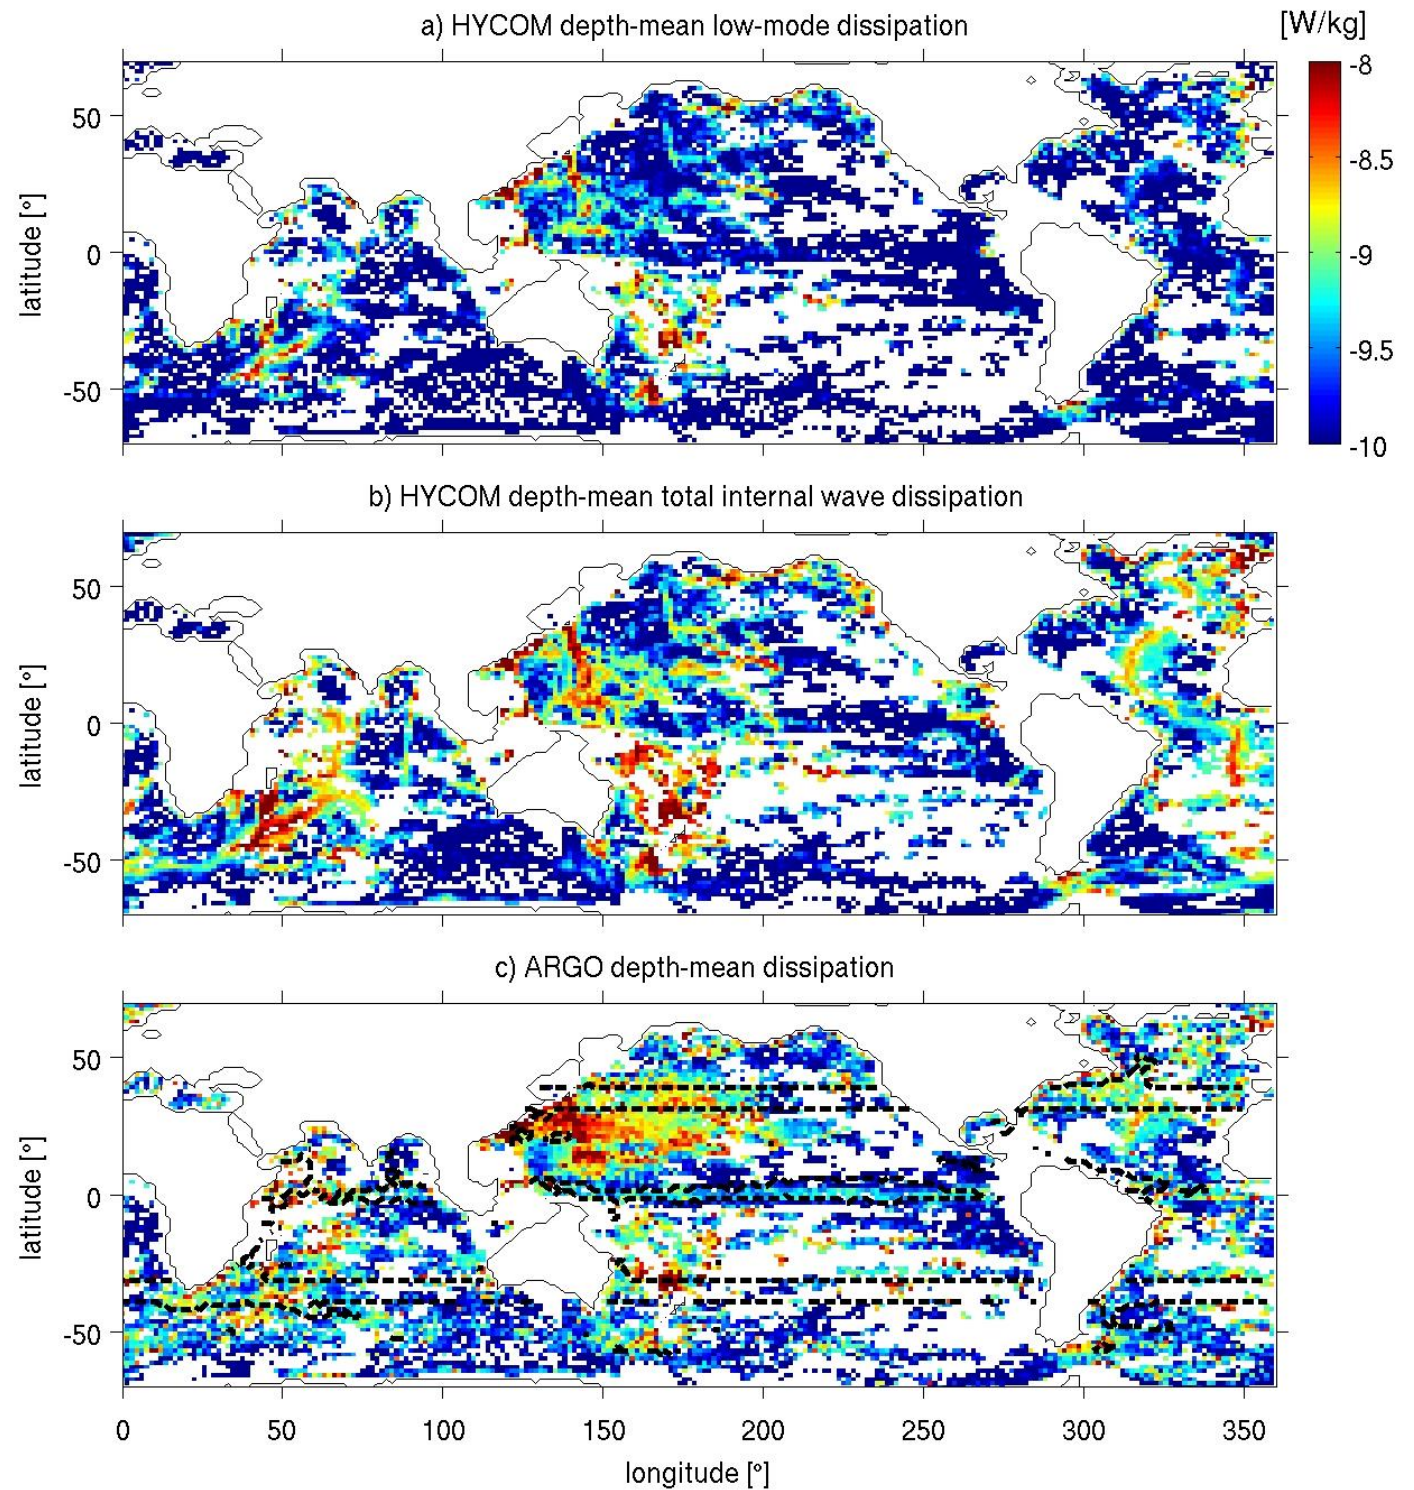 a) HYCOM depth-mean low-mode dissipation
[W/kg]
50
0
-50
latitude [°]
-8
-8.5
-9
-9.5
-10
b) HYCOM depth-mean total internal wave dissipation
50
0
-50
latitude [°]
c) ARGO depth-mean dissipation
50
0
-50
latitude [°]
0 50 100 150 200 250 300 350
longitude [°]